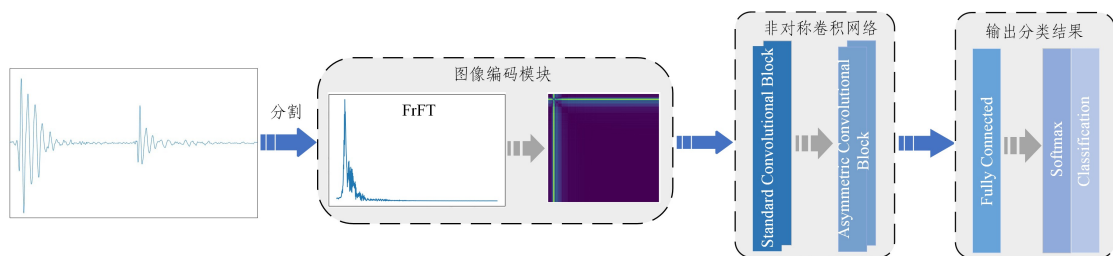 分割
图像编码模块
FrFT
非对称卷积网络
Standard Convolutional Block
Asymmetric Convolutional
Block
输出分类结果
Fully Connected
Softmax
Classification